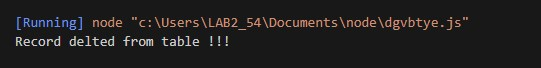 [Running] node "c:\Users\LAB2_54\Documents\node\dgvbtye.js"
Record delted from table !!!